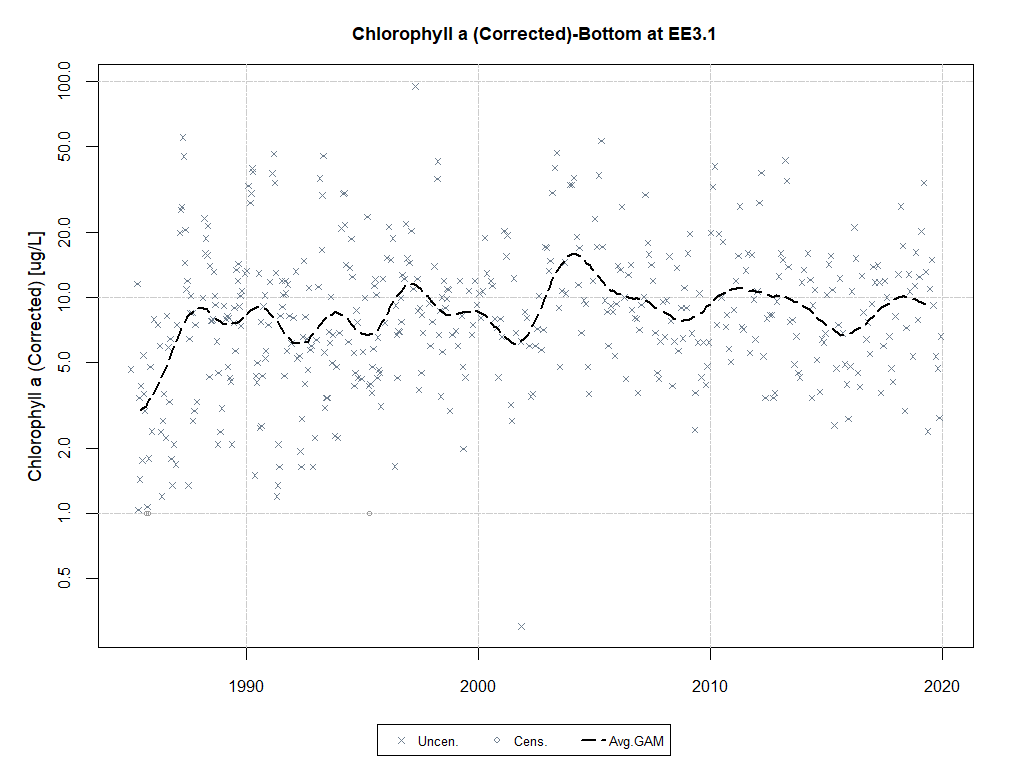 Chlorophyll a (Corrected)-Bottom at EE3.1
Chlorophyll a (Corrected) [ug/L]
100.0
50.0
20.0
10.0
5.0
2.0
1.0
0.5
1990 2000 2010 2020
Uncen. Cens. Avg.GAM